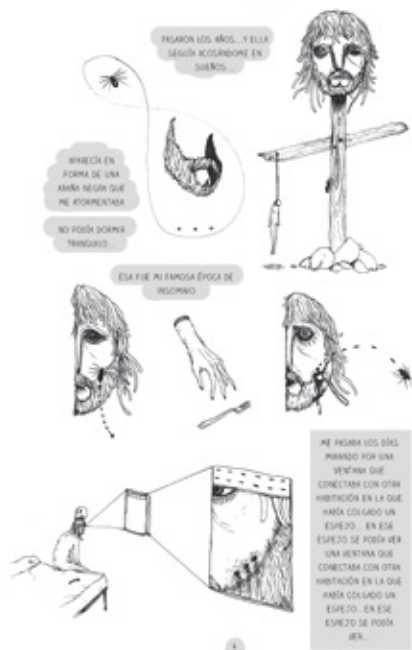 PASARON LOS AÑOS... Y ELLA
SEGUÍA ACOSÁNDOME EN
SUEÑOS...
APARECÍA EN
FORMA DE UNA
ARAÑA NEGRA QUE
ME ATORMENTABA
NO PODÍA DORMIR
TRANQUILO...
ESA FUE MI FAMOSA ÉPOCA DE
INSOMNIO
ME PASABA LOS DÍAS
MIRANDO POR UNA
VENTANA QUE
CONECTABA CON OTRA
HABITACIÓN EN LA QUE
HABÍA COLGADO UN
ESPEJO... EN ESE
ESPEJO SE PODÍA VER
UNA VENTANA QUE
CONECTABA CON OTRA
HABITACIÓN EN LA QUE
HABÍA COLGADO UN
ESPEJO... EN ESE
ESPEJO SE PODÍA
VER...